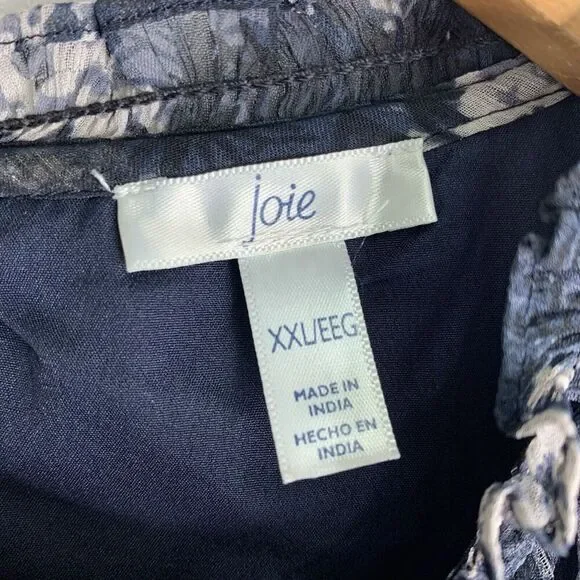 joie
XXL/EEG
MADE IN
INDIA
HECHO EN
INDIA